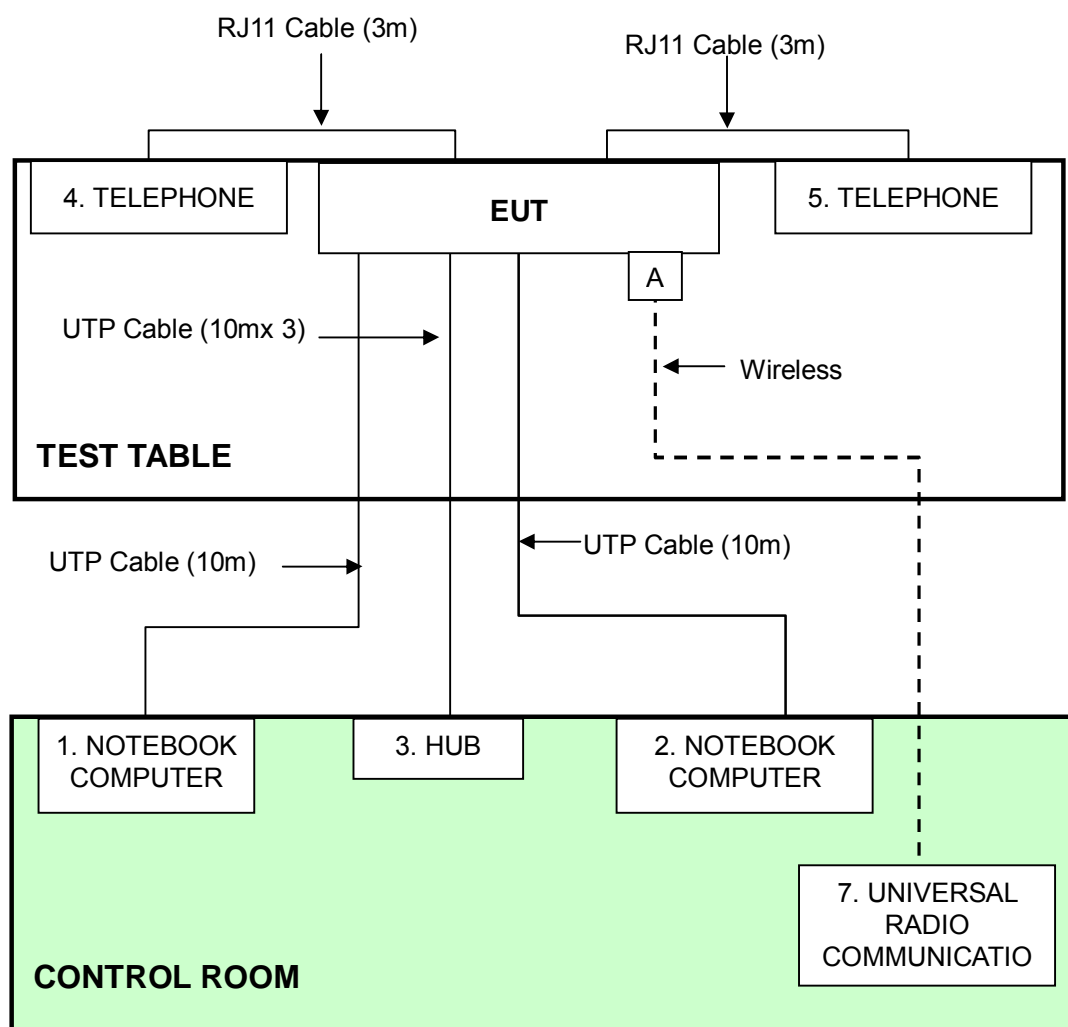 RJ11 Cable (3m)
RJ11 Cable (3m)
4. TELEPHONE
EUT
5. TELEPHONE
A
UTP Cable (10mx 3)
Wireless
TEST TABLE
UTP Cable (10m)
UTP Cable (10m)
1. NOTEBOOK
COMPUTER
3. HUB
2. NOTEBOOK
COMPUTER
7. UNIVERSAL
RADIO
COMMUNICATIO
CONTROL ROOM